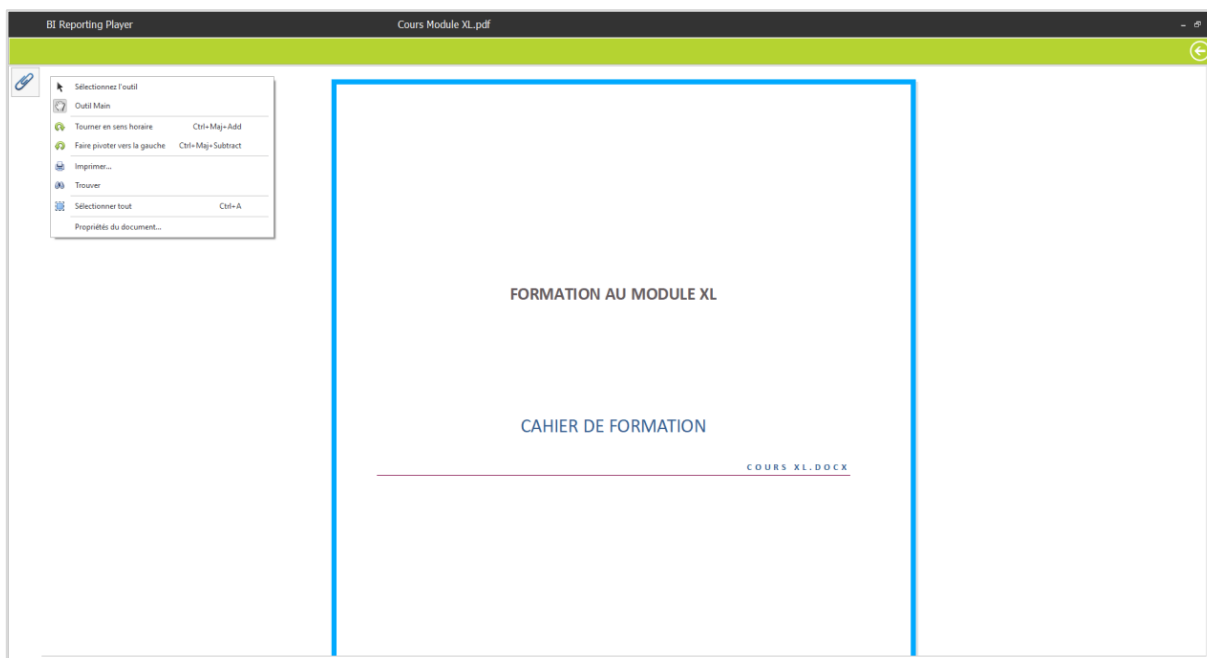 BI Reporting Player Cours Module XL.pdf
Sélectionnez l'outil
Outil Main
Tourner en sens horaire Ctrl+Maj+Add
Faire pivoter vers la gauche Ctrl+Maj+Subtract
Imprimer...
Trouver
Sélectionner tout Ctrl+A
Propriétés du document...
FORMATION AU MODULE XL
CAHIER DE FORMATION
COURS XL.DOCX